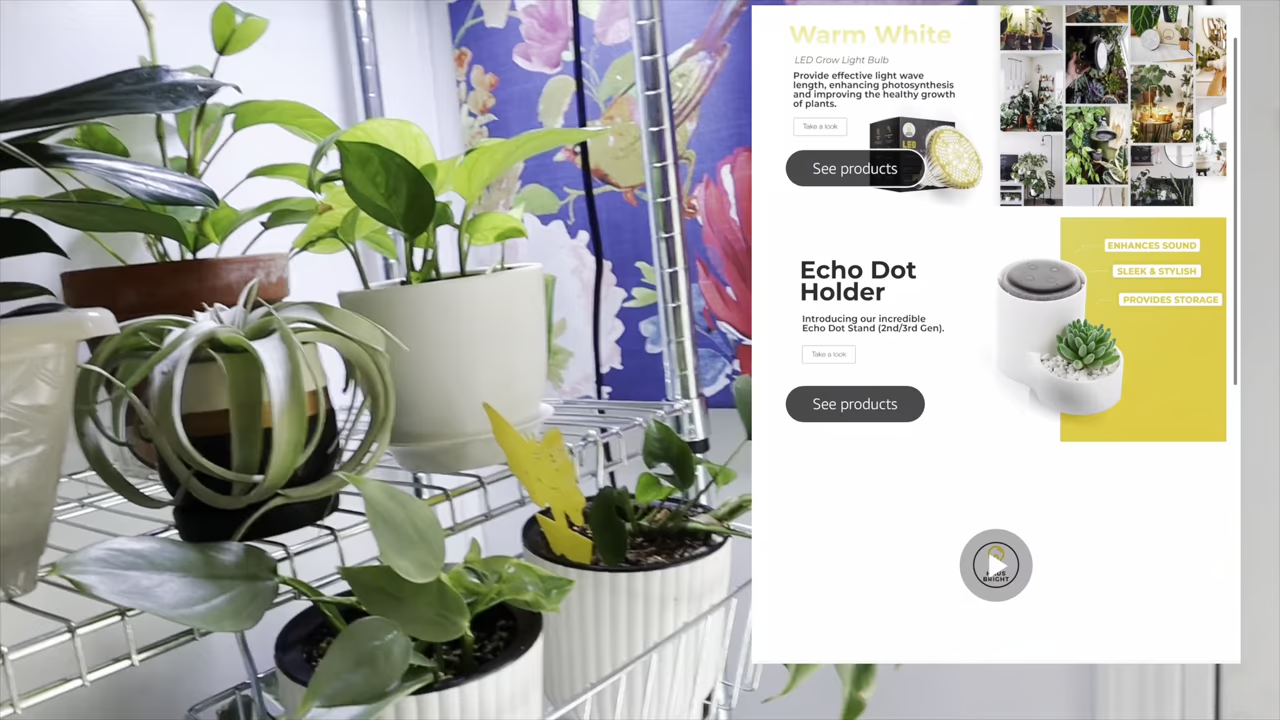 Warm White
LED Grow Light Bulb
Provide effective light wave
length, enhancing photosynthesis
and improving the healthy growth
of plants.
Take a look
LED
See products
Echo Dot
Holder
Introducing our incredible
Echo Dot Stand (2nd/3rd Gen).
Take a look
See products
ENHANCES SOUND
SLEEK & STYLISH
PROVIDES STORAGE
BRIGHT